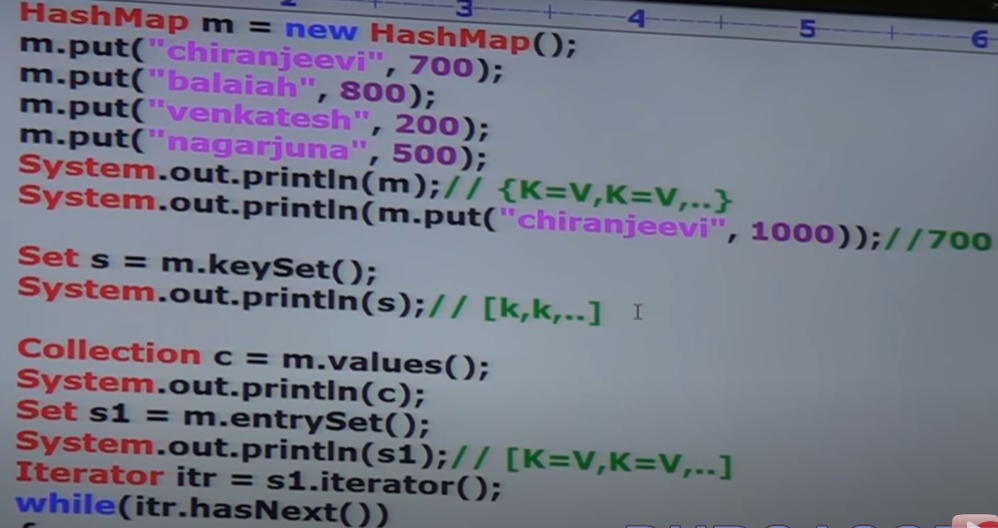 2 3 4 5 6
HashMap m = new HashMap();
m.put("chiranjeevi", 700);
m.put("balaiah", 800);
m.put("venkatesh", 200);
m.put("nagarjuna", 500);
System.out.println(m);// {K=V,K=V,..}
System.out.println(m.put("chiranjeevi", 1000));//700
Set s = m.keySet();
System.out.println(s);// [k,k,..]
Collection c = m.values();
System.out.println(c);
Set s1 = m.entrySet();
System.out.println(s1);// [K=V,K=V,..]
Iterator itr = s1.iterator();
while(itr.hasNext())
{